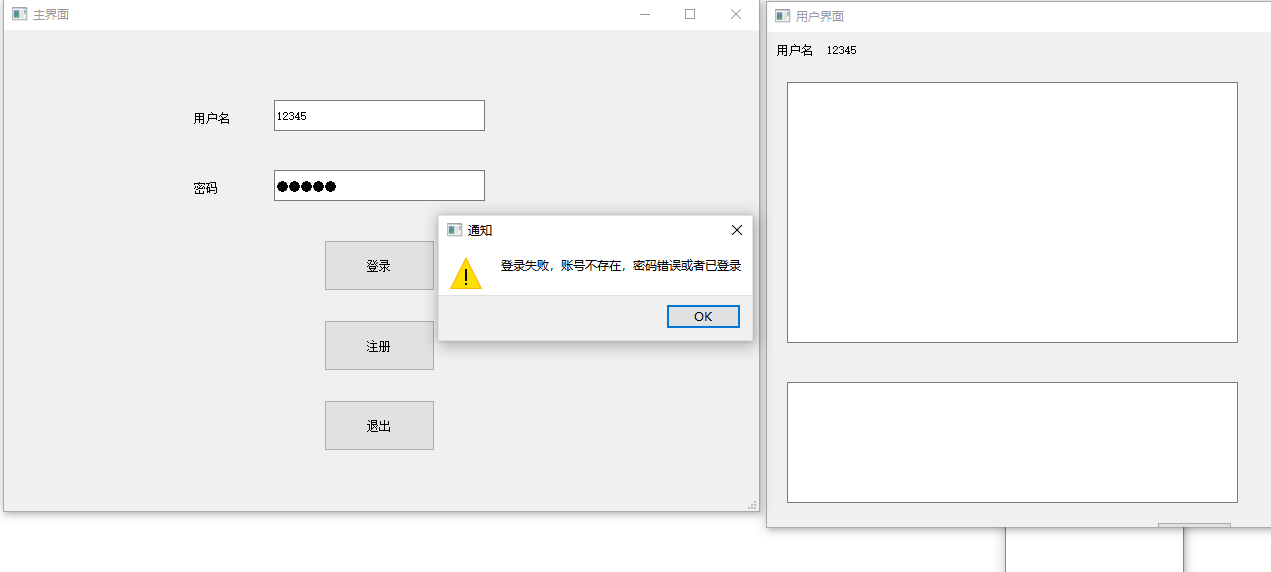 主界面
用户名
12345
密码
登录
注册
退出
通知
登录失败，账号不存在，密码错误或者已登录
OK
用户界面
用户名 12345